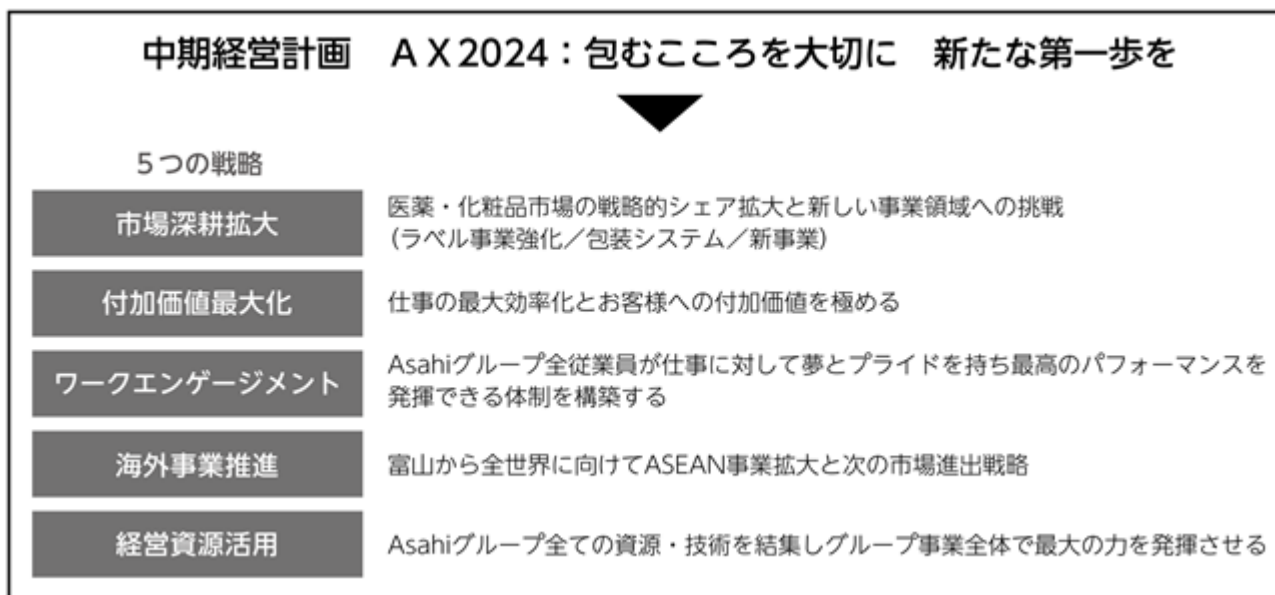 中期経営計画　ＡＸ2024：包むこころを大切に　新たな第一歩を
５つの戦略
市場深耕拡大
医薬・化粧品市場の戦略的シェア拡大と新しい事業領域への挑戦
（ラベル事業強化／包装システム／新事業）
付加価値最大化
仕事の最大効率化とお客様への付加価値を極める
ワークエンゲージメント
Asahiグループ全従業員が仕事に対して夢とプライドを持ち最高のパフォーマンスを
発揮できる体制を構築する
海外事業推進
富山から全世界に向けてASEAN事業拡大と次の市場進出戦略
経営資源活用
Asahiグループ全ての資源・技術を結集しグループ事業全体で最大の力を発揮させる